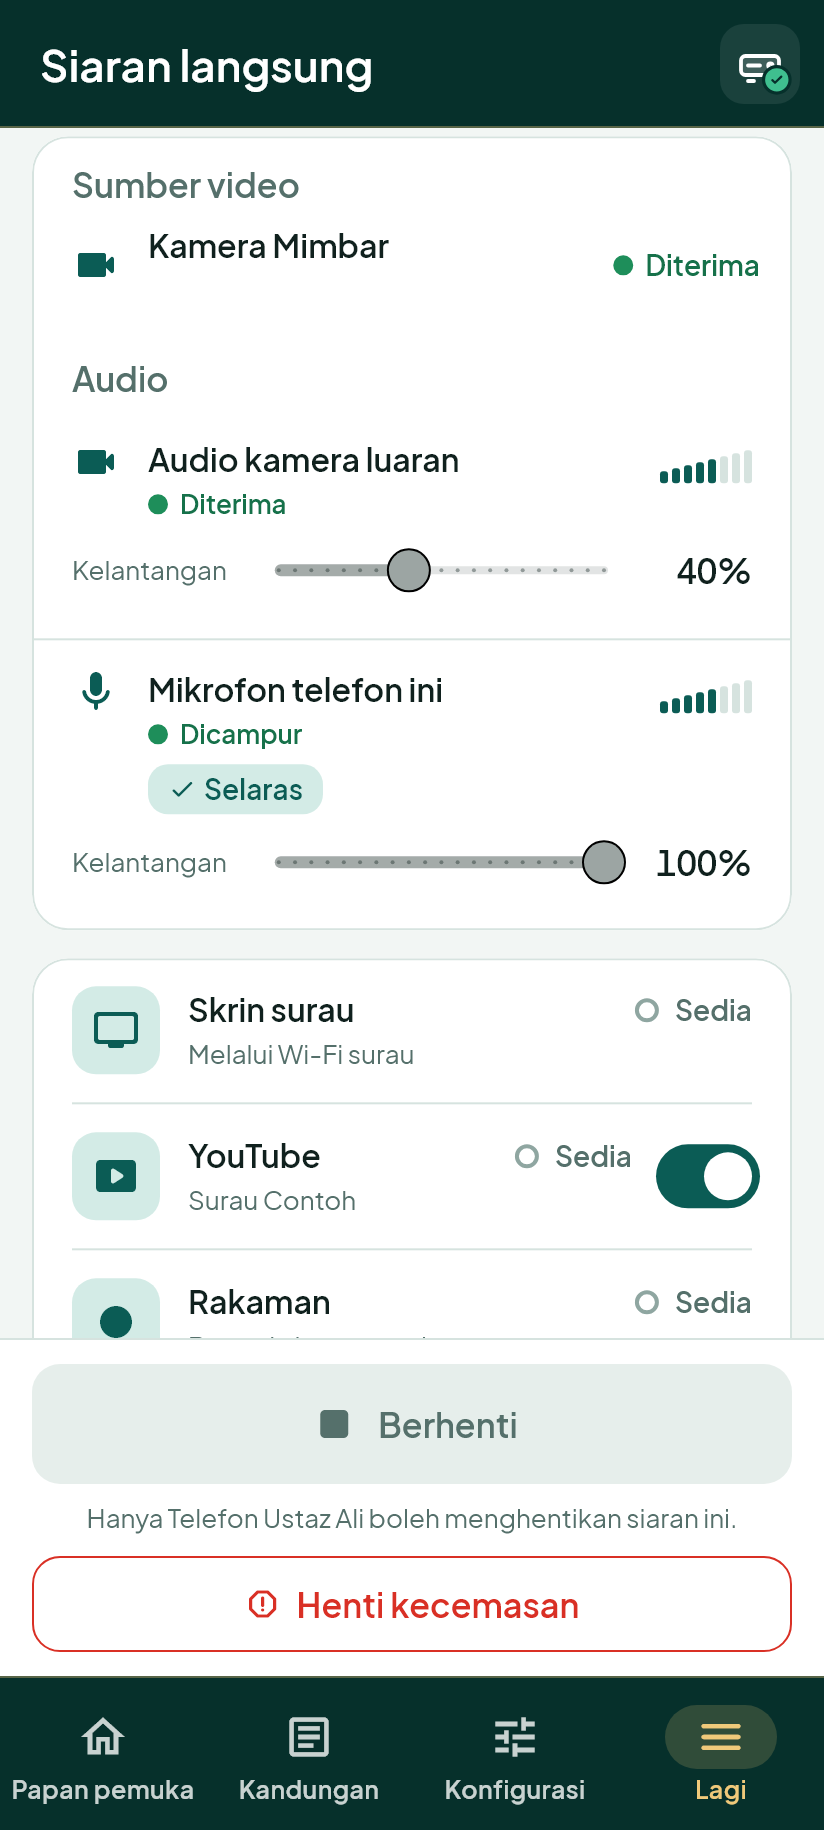 Siaran langsung
Sumber video
Kamera Mimbar
Diterima
Audio
Audio kamera luaran
Diterima
Kelantangan
40%
Mikrofon telefon ini
Dicampur
Selaras
Kelantangan
100%
Skrin surau
Sedia
Melalui Wi-Fi surau
YouTube
Sedia
Surau Contoh
Rakaman
Sedia
Berhenti
Hanya Telefon Ustaz Ali boleh menghentikan siaran ini.
Henti kecemasan
Papan pemuka
Kandungan
Konfigurasi
Lagi